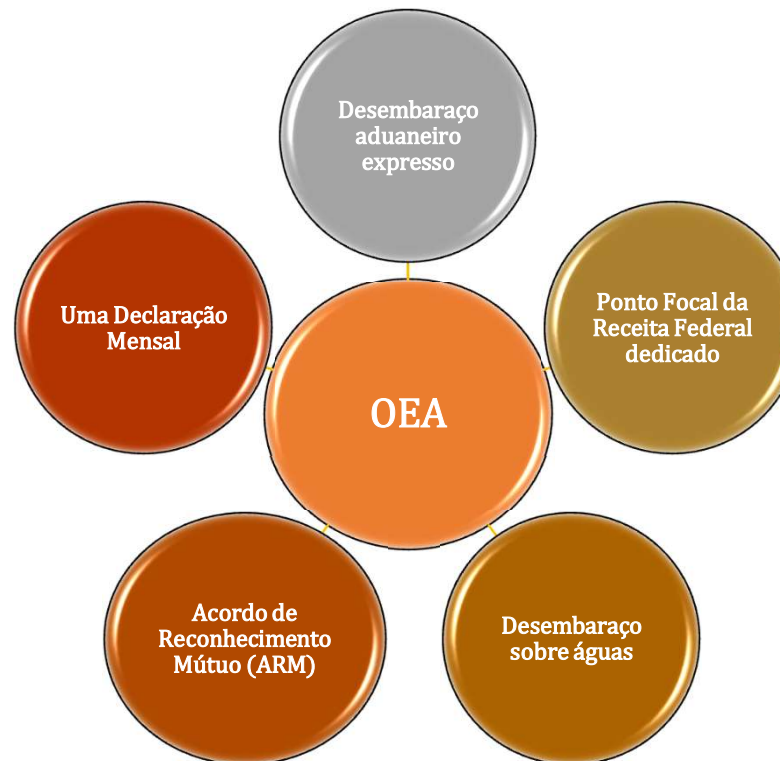 Desembaraço
aduaneiro
expresso
Ponto Focal da
Receita Federal
dedicado
Desembaraço
sobre águas
Acordo de
Reconhecimento
Mútuo (ARM)
Uma Declaração
Mensal
OEA